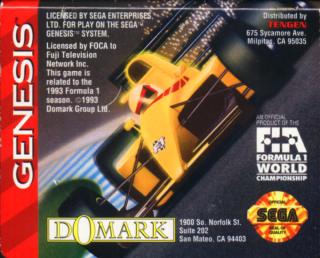 GENESIS
LICENSED BY SEGA ENTERPRISES
LTD. FOR PLAY ON THE SEGA
GENESIS™ SYSTEM.
Licensed by FOCA to
Fuji Television
Network Inc.
This game is
related to the
1993 Formula 1
season. ©1993
Domark Group Ltd.
Distributed by
TENGEN
675 Sycamore Ave.
Milpitas, CA 95035
AN OFFICIAL
PRODUCT OF THE
FIA
FORMULA 1
WORLD
CHAMPIONSHIP
DOMARK
1900 So. Norfolk St.
Suite 202
San Mateo, CA 94403
OFFICIAL
SEGA
SEAL OF
QUALITY